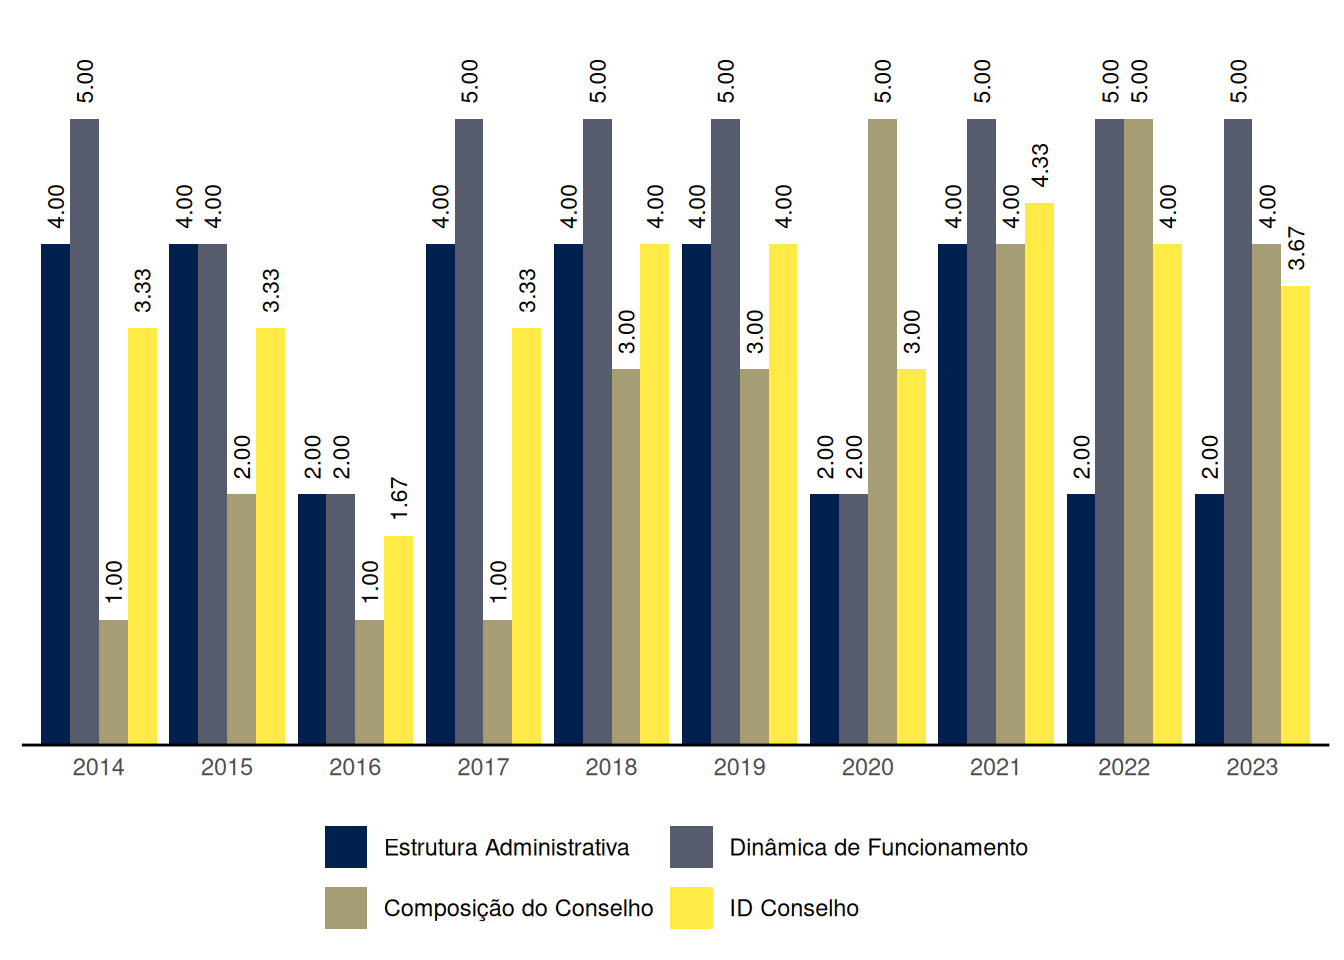 4.00 5.00 1.00 3.33 4.00 4.00 2.00 3.33 2.00 2.00 1.00 1.67 4.00 5.00 1.00 3.33 4.00 5.00 3.00 4.00 4.00 5.00 3.00 4.00 2.00 2.00 5.00 3.00 4.00 5.00 4.00 4.33 2.00 5.00 5.00 4.00 2.00 5.00 4.00 3.67
2014 2015 2016 2017 2018 2019 2020 2021 2022 2023
Estrutura Administrativa Dinâmica de Funcionamento
Composição do Conselho ID Conselho